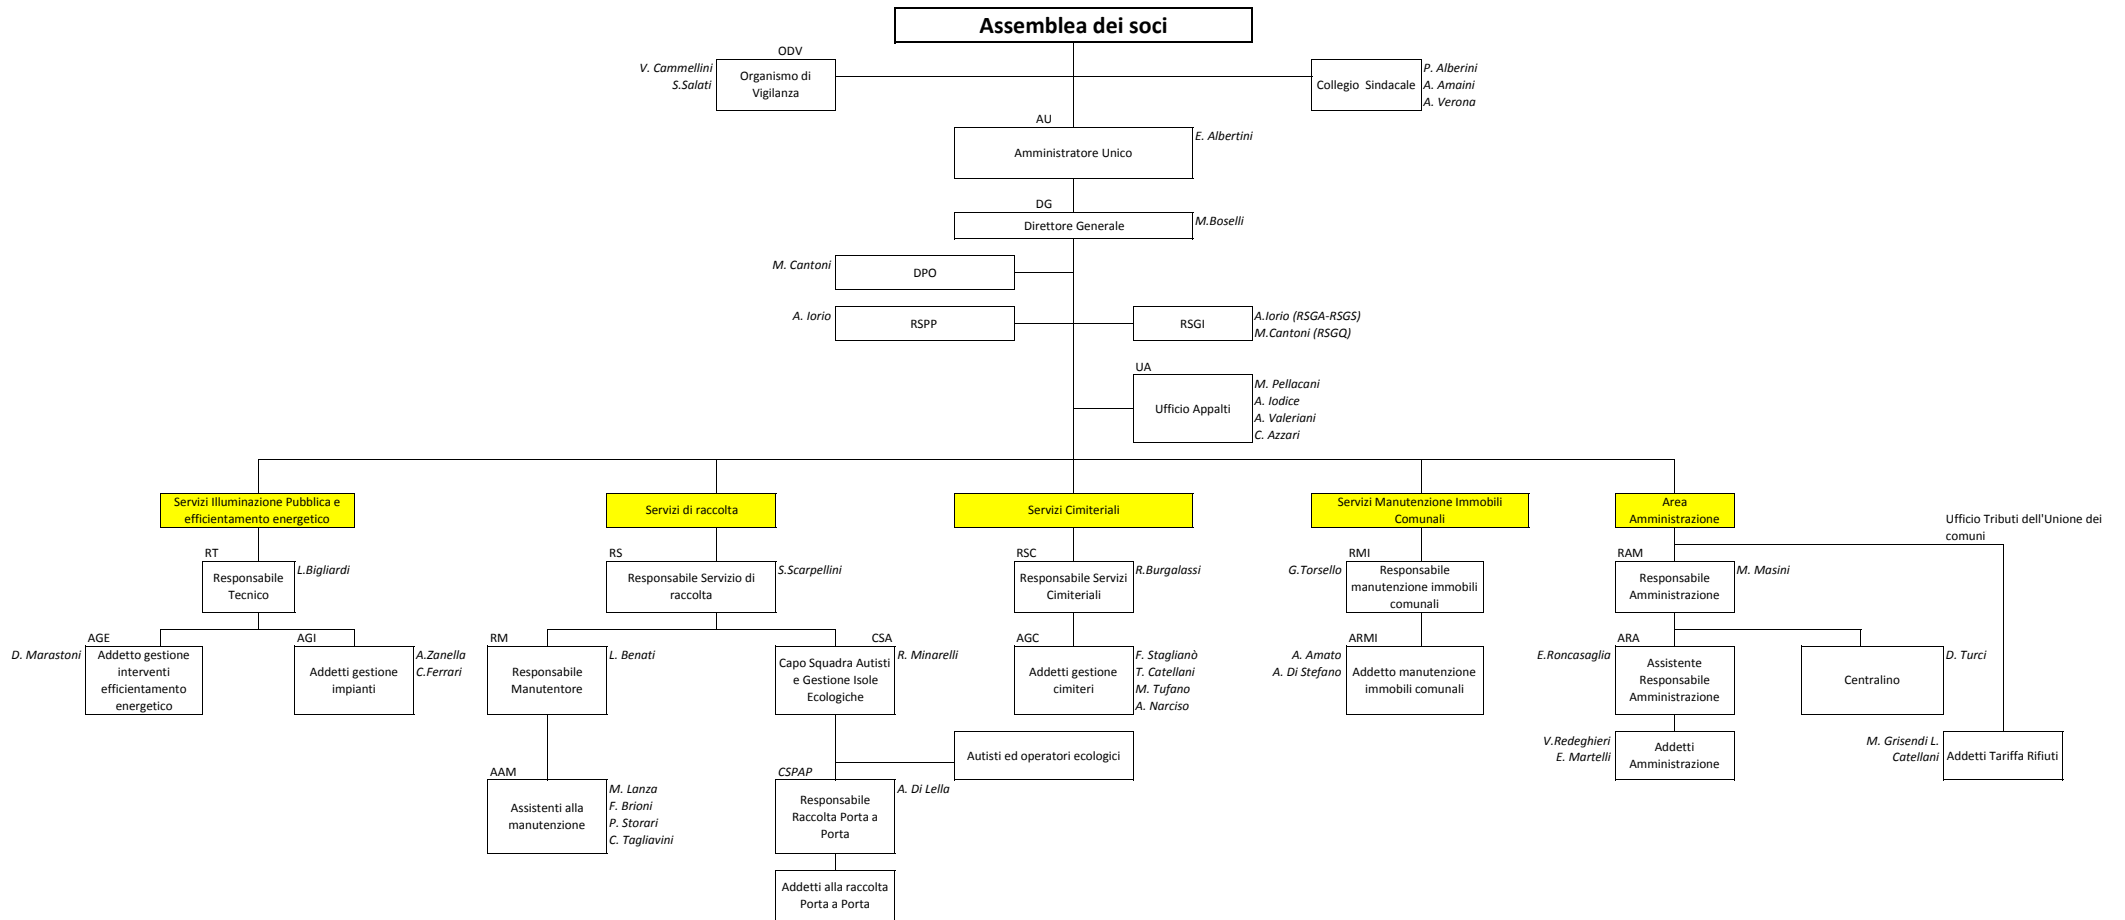 Assemblea dei soci
ODV
V. Cammellini
S.Salati
Organismo di
Vigilanza
Collegio Sindacale
P. Alberini
A. Amaini
A. Verona
AU
Amministratore Unico
E. Albertini
DG
Direttore Generale
M.Boselli
M. Cantoni
DPO
A. Iorio
RSPP
RSGI
A.Iorio (RSGA-RSGS)
M.Cantoni (RSGQ)
UA
Ufficio Appalti
M. Pellacani
A. Iodice
A. Valeriani
C. Azzari
Servizi Illuminazione Pubblica e
efficientamento energetico
Servizi di raccolta
Servizi Cimiteriali
Servizi Manutenzione Immobili
Comunali
Area
Amministrazione
Ufficio Tributi dell'Unione dei
comuni
RT
Responsabile
Tecnico
L.Bigliardi
RS
Responsabile Servizio di
raccolta
S.Scarpellini
RSC
Responsabile Servizi
Cimiteriali
R.Burgalassi
RMI
G.Torsello
Responsabile
manutenzione immobili
comunali
RAM
Responsabile
Amministrazione
M. Masini
AGE
D. Marastoni
Addetto gestione
interventi
efficientamento
energetico
AGI
Addetti gestione
impianti
A.Zanella
C.Ferrari
RM
Responsabile
Manutentore
L. Benati
CSA
Capo Squadra Autisti
e Gestione Isole
Ecologiche
R. Minarelli
AGC
Addetti gestione
cimiteri
F. Staglianò
T. Catellani
M. Tufano
A. Narciso
ARMI
A. Amato
A. Di Stefano
Addetto manutenzione
immobili comunali
ARA
E.Roncasaglia
Assistente
Responsabile
Amministrazione
Centralino
D. Turci
Autisti ed operatori ecologici
V.Redeghieri
E. Martelli
Addetti
Amministrazione
M. Grisendi L.
Catellani
Addetti Tariffa Rifiuti
AAM
Assistenti alla
manutenzione
M. Lanza
F. Brioni
P. Storari
C. Tagliavini
CSPAP
Responsabile
Raccolta Porta a
Porta
A. Di Lella
Addetti alla raccolta
Porta a Porta